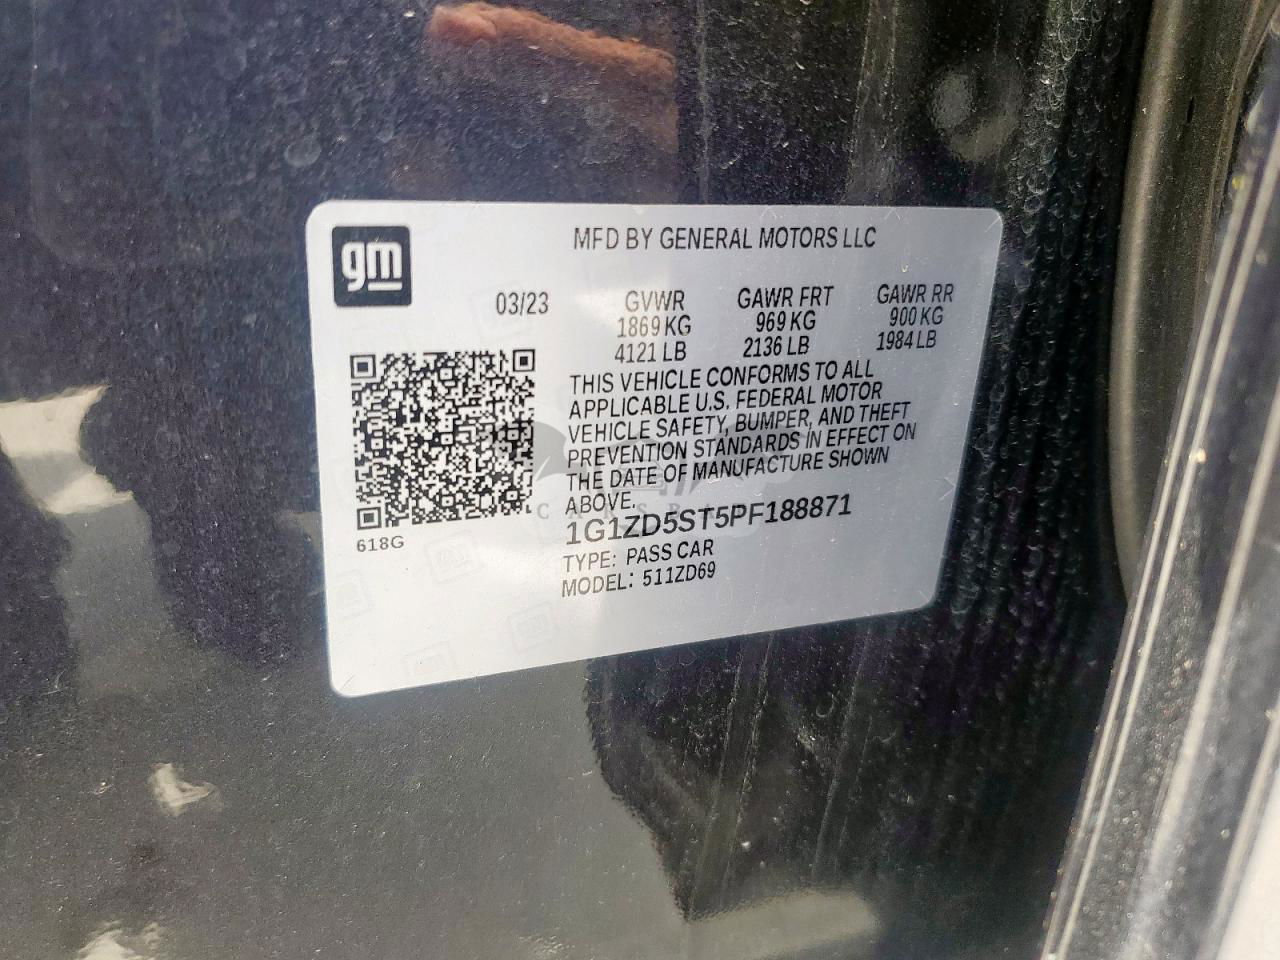 gm
MFD BY GENERAL MOTORS LLC
03/23
GVWR
1869 KG
4121 LB
GAWR FRT
969 KG
2136 LB
GAWR RR
900 KG
1984 LB
THIS VEHICLE CONFORMS TO ALL
APPLICABLE U.S. FEDERAL MOTOR
VEHICLE SAFETY, BUMPER, AND THEFT
PREVENTION STANDARDS IN EFFECT ON
THE DATE OF MANUFACTURE SHOWN
ABOVE.
1G1ZD5ST5PF188871
TYPE: PASS CAR
MODEL: 511ZD69
618G